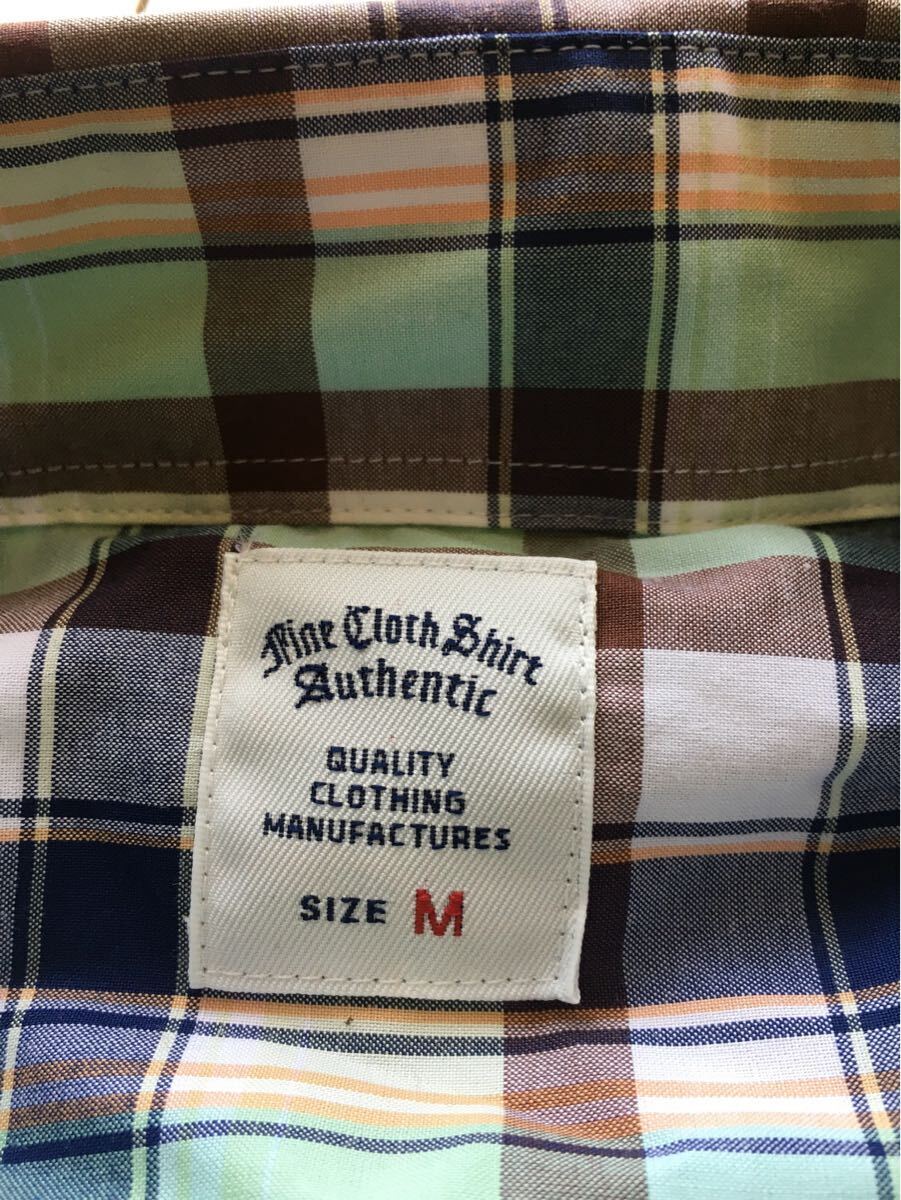 Fine Cloth Shirt
Authentic
QUALITY
CLOTHING
MANUFACTURES
SIZE M